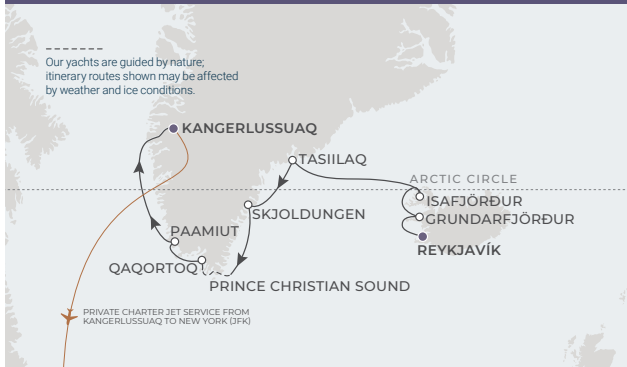 Our yachts are guided by nature;
itinerary routes shown may be affected
by weather and ice conditions.
KANGERLUSSUAQ
TASIILAQ
ARCTIC CIRCLE
ISAFJÖRÐUR
SKJOLDUNGEN
GRUNDARFJÖRÐUR
PAAMIUT
REYKJAVÍK
QAQORTOQ
PRINCE CHRISTIAN SOUND
PRIVATE CHARTER JET SERVICE FROM
KANGERLUSSUAQ TO NEW YORK (JFK)